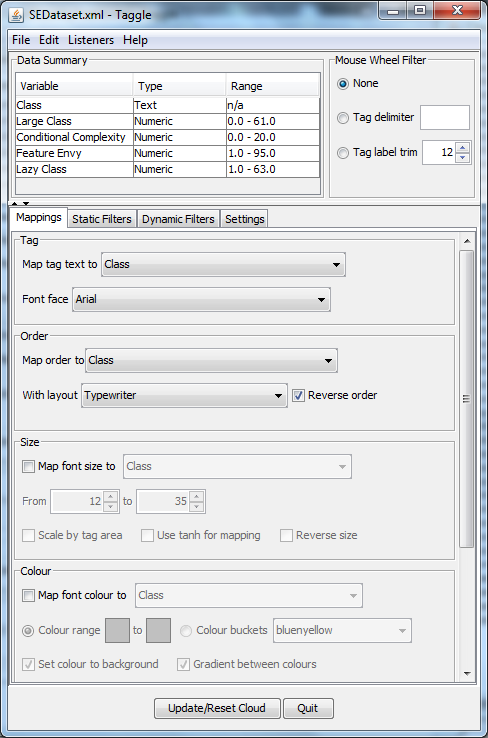 SEDataset.xml - Taggle
File Edit Listeners Help
Data Summary
Variable Type Range
Class Text n/a
Large Class Numeric 0.0 - 61.0
Conditional Complexity Numeric 0.0 - 20.0
Feature Envy Numeric 1.0 - 95.0
Lazy Class Numeric 1.0 - 63.0
Mouse Wheel Filter
None
Tag delimiter
Tag label trim 12
Mappings Static Filters Dynamic Filters Settings
Tag
Map tag text to Class
Font face Arial
Order
Map order to Class
With layout Typewriter Reverse order
Size
Map font size to Class
From 12 to 35
Scale by tag area Use tanh for mapping Reverse size
Colour
Map font colour to Class
Colour range to Colour buckets bluenyellow
Set colour to background Gradient between colours
Update/Reset Cloud Quit